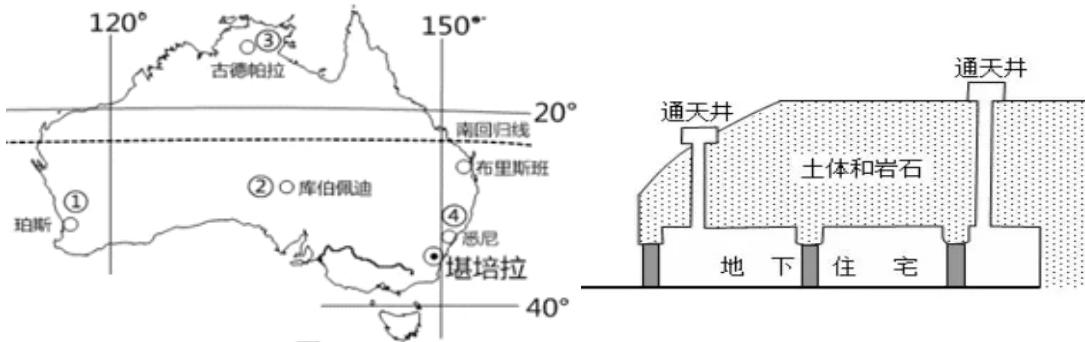 120°
150°
③
古德帕拉
20°
南回归线
布里斯班
②
库伯佩迪
①
珀斯
④
悉尼
堪培拉
40°
通天井
通天井
土体和岩石
地下住宅